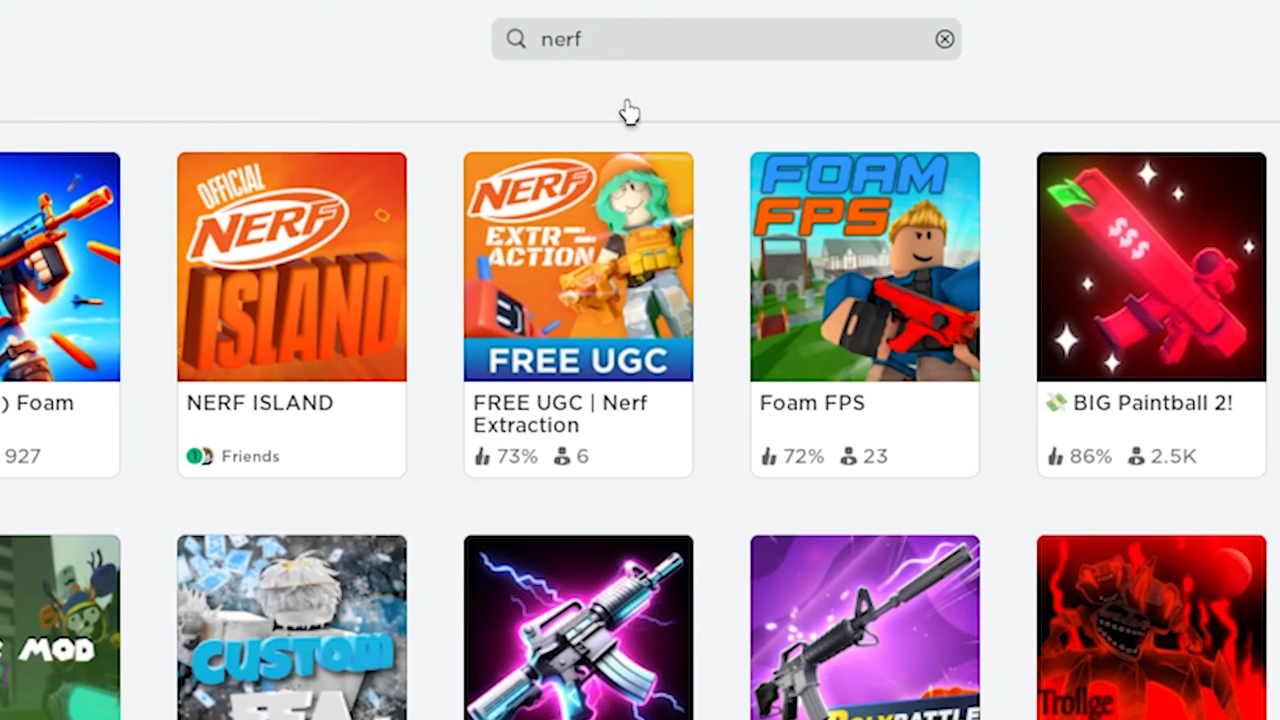 nerf
OFFICIAL
NERF
ISLAND
NERF
EXTR
ACTION
FREE UGC
FOAM
FPS
$$$
) Foam
NERF ISLAND
FREE UGC | Nerf
Extraction
Foam FPS
BIG Paintball 2!
927
1 Friends
73% 6
72% 23
86% 2.5K
MOD
CUSTOM
Trollge